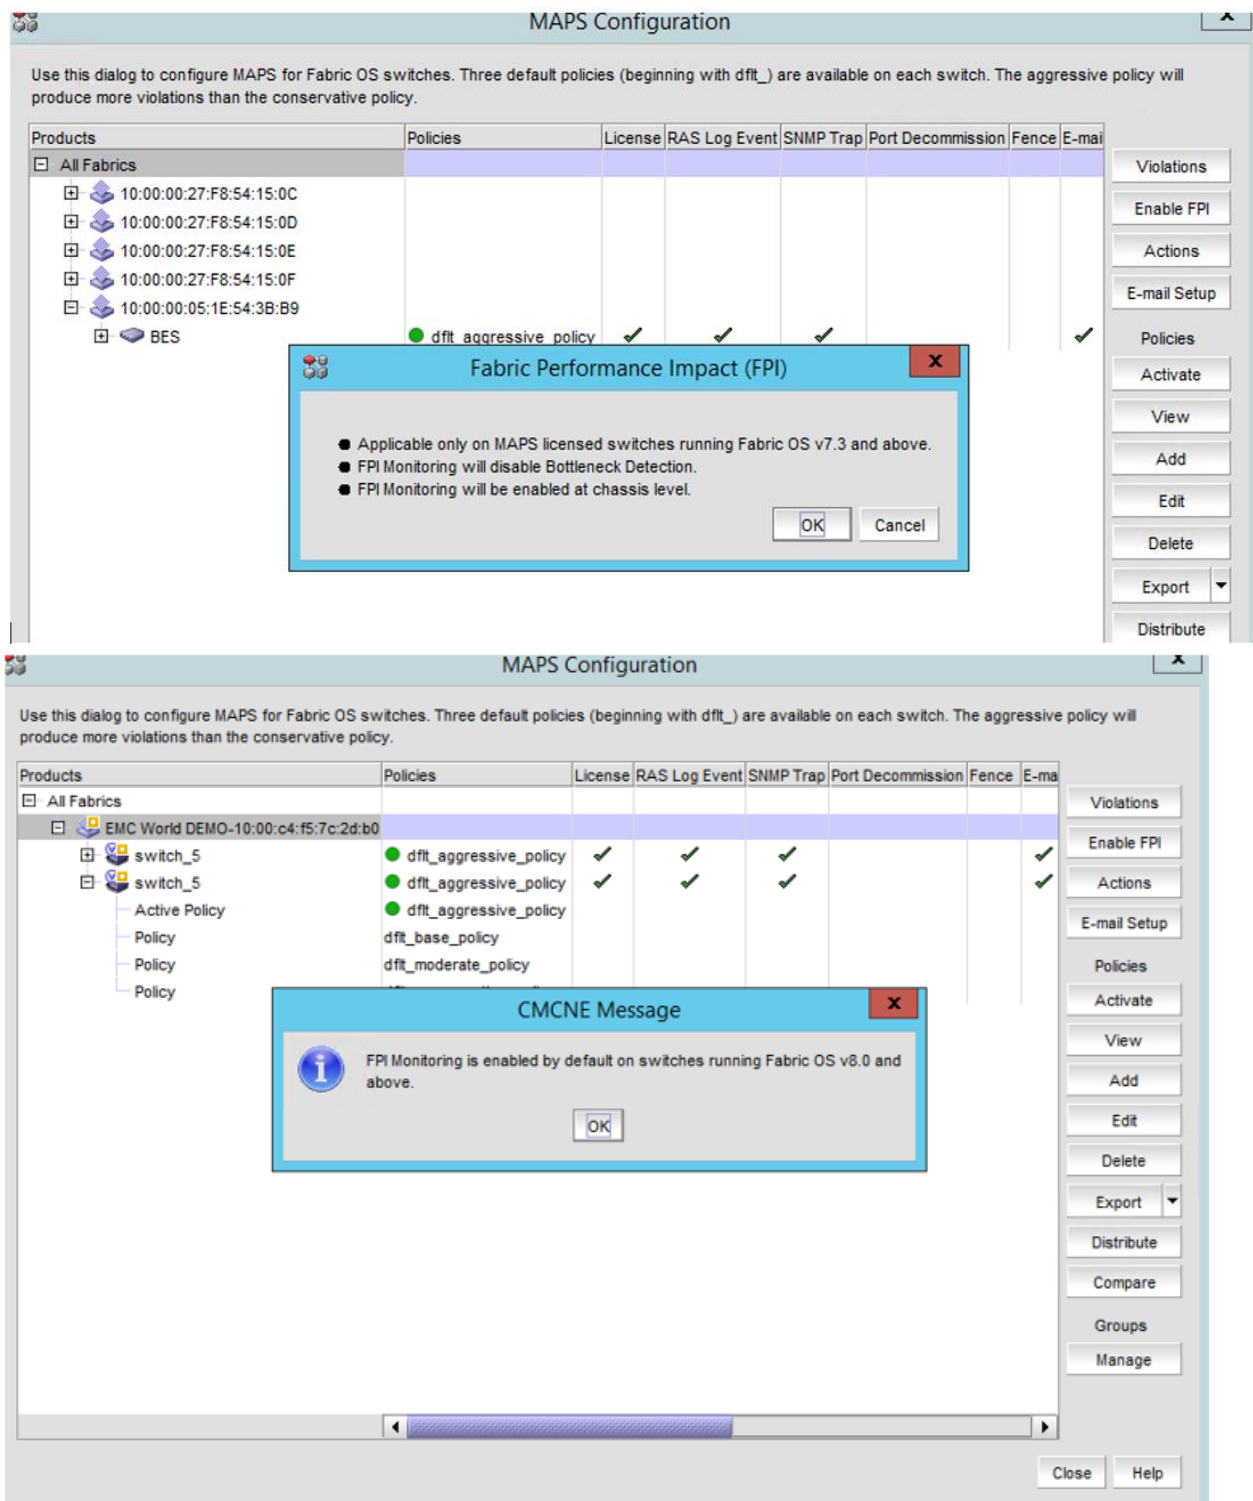 MAPS Configuration
x
Use this dialog to configure MAPS for Fabric OS switches. Three default policies (beginning with dflt_) are available on each switch. The aggressive policy will
produce more violations than the conservative policy.
Products Policies License RAS Log Event SNMP Trap Port Decommission Fence E-mai
All Fabrics
Violations
10:00:00:27:F8:54:15:0C
10:00:00:27:F8:54:15:0D
Enable FPI
10:00:00:27:F8:54:15:0E
Actions
10:00:00:27:F8:54:15:0F
E-mail Setup
10:00:00:05:1E:54:3B:B9
BES dflt_aggressive_policy
Policies
Fabric Performance Impact (FPI)
x
Activate
View
Applicable only on MAPS licensed switches running Fabric OS v7.3 and above.
FPI Monitoring will disable Bottleneck Detection.
FPI Monitoring will be enabled at chassis level.
Add
Edit
OK Cancel
Delete
Export
Distribute
MAPS Configuration
x
Use this dialog to configure MAPS for Fabric OS switches. Three default policies (beginning with dflt_) are available on each switch. The aggressive policy will
produce more violations than the conservative policy.
Products Policies License RAS Log Event SNMP Trap Port Decommission Fence E-ma
All Fabrics
Violations
EMC World DEMO-10:00:c4:f5:7c:2d:b0
Enable FPI
switch_5 dflt_aggressive_policy
switch_5 dflt_aggressive_policy
Actions
Active Policy dflt_aggressive_policy
E-mail Setup
Policy dflt_base_policy
Policy dflt_moderate_policy
Policies
Policy
Activate
CMCNE Message
x
View
FPI Monitoring is enabled by default on switches running Fabric OS v8.0 and
above.
Add
OK
Edit
Delete
Export
Distribute
Compare
Groups
Manage
Close Help